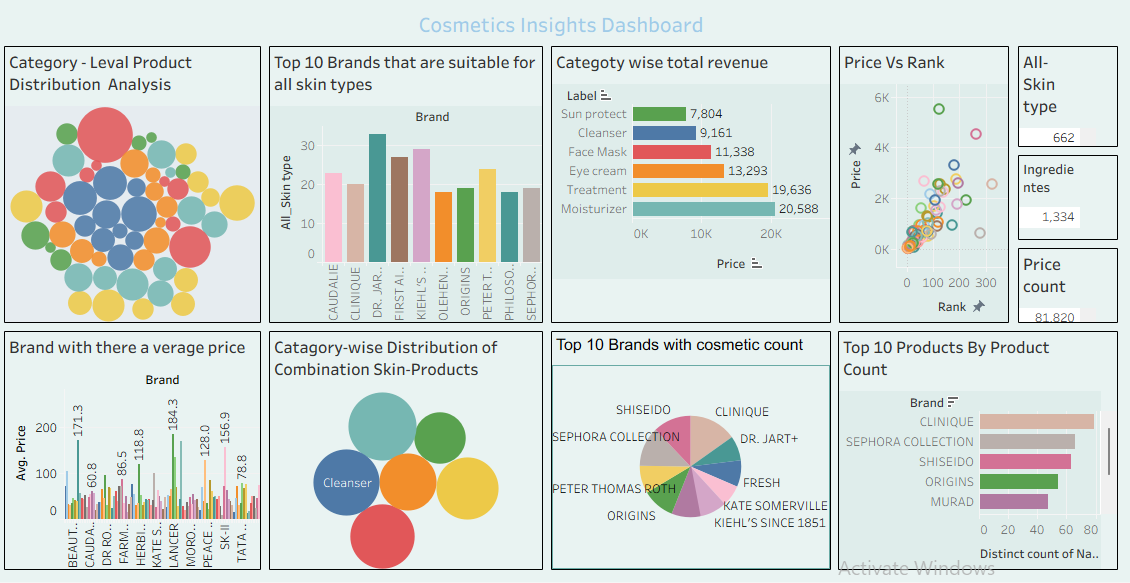 Cosmetics Insights Dashboard
Category - Leval Product
Distribution Analysis
Top 10 Brands that are suitable for
all skin types
Brand
All_Skin type
30
20
10
0
CAUDALIE
CLINIQUE
DR. JAR..
FIRST AI..
KIEHL'S ..
OLEHEN..
ORIGINS
PETER T..
PHILOSO..
SEPHOR..
Categoty wise total revenue
Label
Sun protect
7,804
Cleanser
9,161
Face Mask
11,338
Eye cream
13,293
Treatment
19,636
Moisturizer
20,588
0K 10K 20K
Price
Price Vs Rank
6K
4K
2K
0K
Price
0 100 200 300
Rank
All-
Skin
type
662
Ingredie
ntes
1,334
Price
count
81,820
Brand with there a verage price
Brand
Avg. Price
200
100
0
171.3
60.8
86.5
118.8
184.3
128.0
156.9
78.8
BEAUT..
CAUDA..
DR RO..
FARM..
HERBI..
KATE S..
LANCER
MORO..
PEACE ..
SK-II
TATA ..
Catagory-wise Distribution of
Combination Skin-Products
Cleanser
Top 10 Brands with cosmetic count
SHISEIDO
CLINIQUE
SEPHORA COLLECTION
DR. JART+
FRESH
PETER THOMAS ROTH
KATE SOMERVILLE
ORIGINS
KIEHL'S SINCE 1851
Top 10 Products By Product
Count
Brand
CLINIQUE
SEPHORA COLLECTION
SHISEIDO
ORIGINS
MURAD
0 20 40 60 80
Distinct count of Na..
Activate Windows